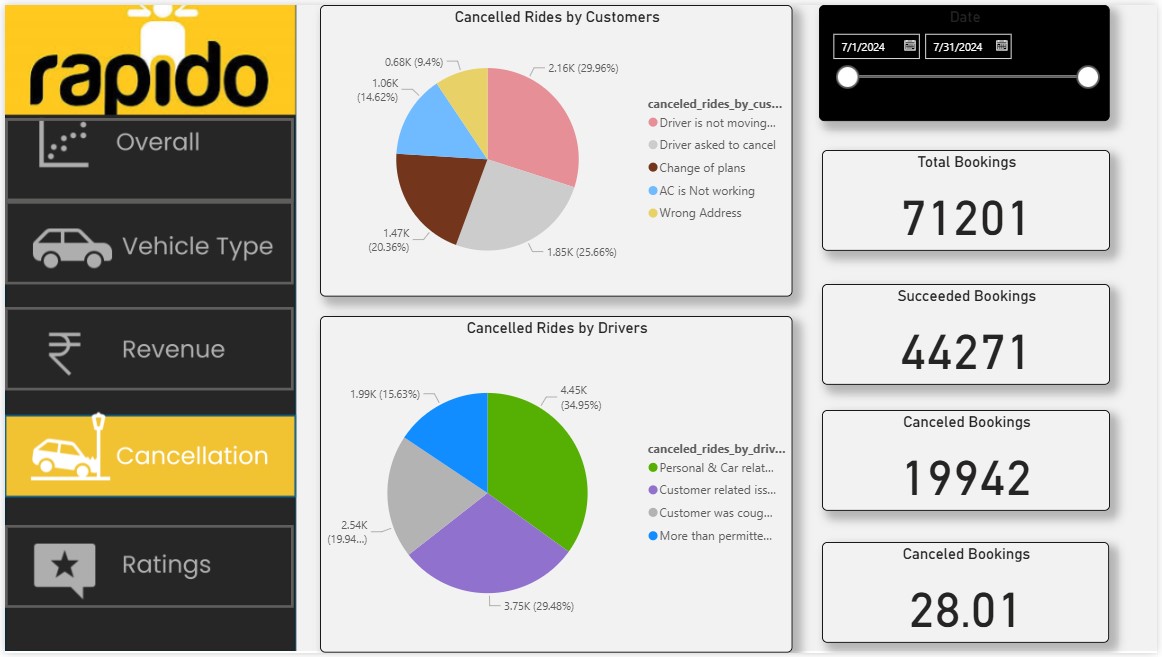 rapido
Overall
Vehicle Type
Revenue
Cancellation
Ratings
Cancelled Rides by Customers
0.68K (9.4%)
2.16K (29.96%)
1.06K
(14.62%)
1.47K
(20.36%)
1.85K (25.66%)
canceled_rides_by_cus...
Driver is not moving...
Driver asked to cancel
Change of plans
AC is Not working
Wrong Address
Cancelled Rides by Drivers
1.99K (15.63%)
4.45K
(34.95%)
2.54K
(19.94...)
3.75K (29.48%)
canceled_rides_by_driv...
Personal & Car relat...
Customer related iss...
Customer was coug...
More than permitte...
Date
7/1/2024
7/31/2024
Total Bookings
71201
Succeeded Bookings
44271
Canceled Bookings
19942
Canceled Bookings
28.01